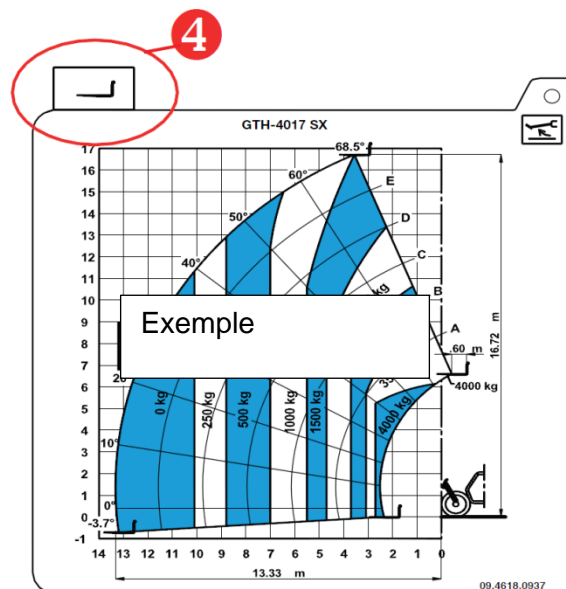 4
GTH-4017 SX
68.5°
17
16
15
14
13
12
11
10
9
8
7
6
5
4
3
2
1
0
-1
60°
50°
40°
10°
0°
-3.7°
E
D
C
B
A
Exemple
16.72 m
.60 m
4000 kg
0 kg
250 kg
500 kg
1000 kg
1500 kg
4000 kg
14 13 12 11 10 9 8 7 6 5 4 3 2 1 0
13.33 m
09.4618.0937